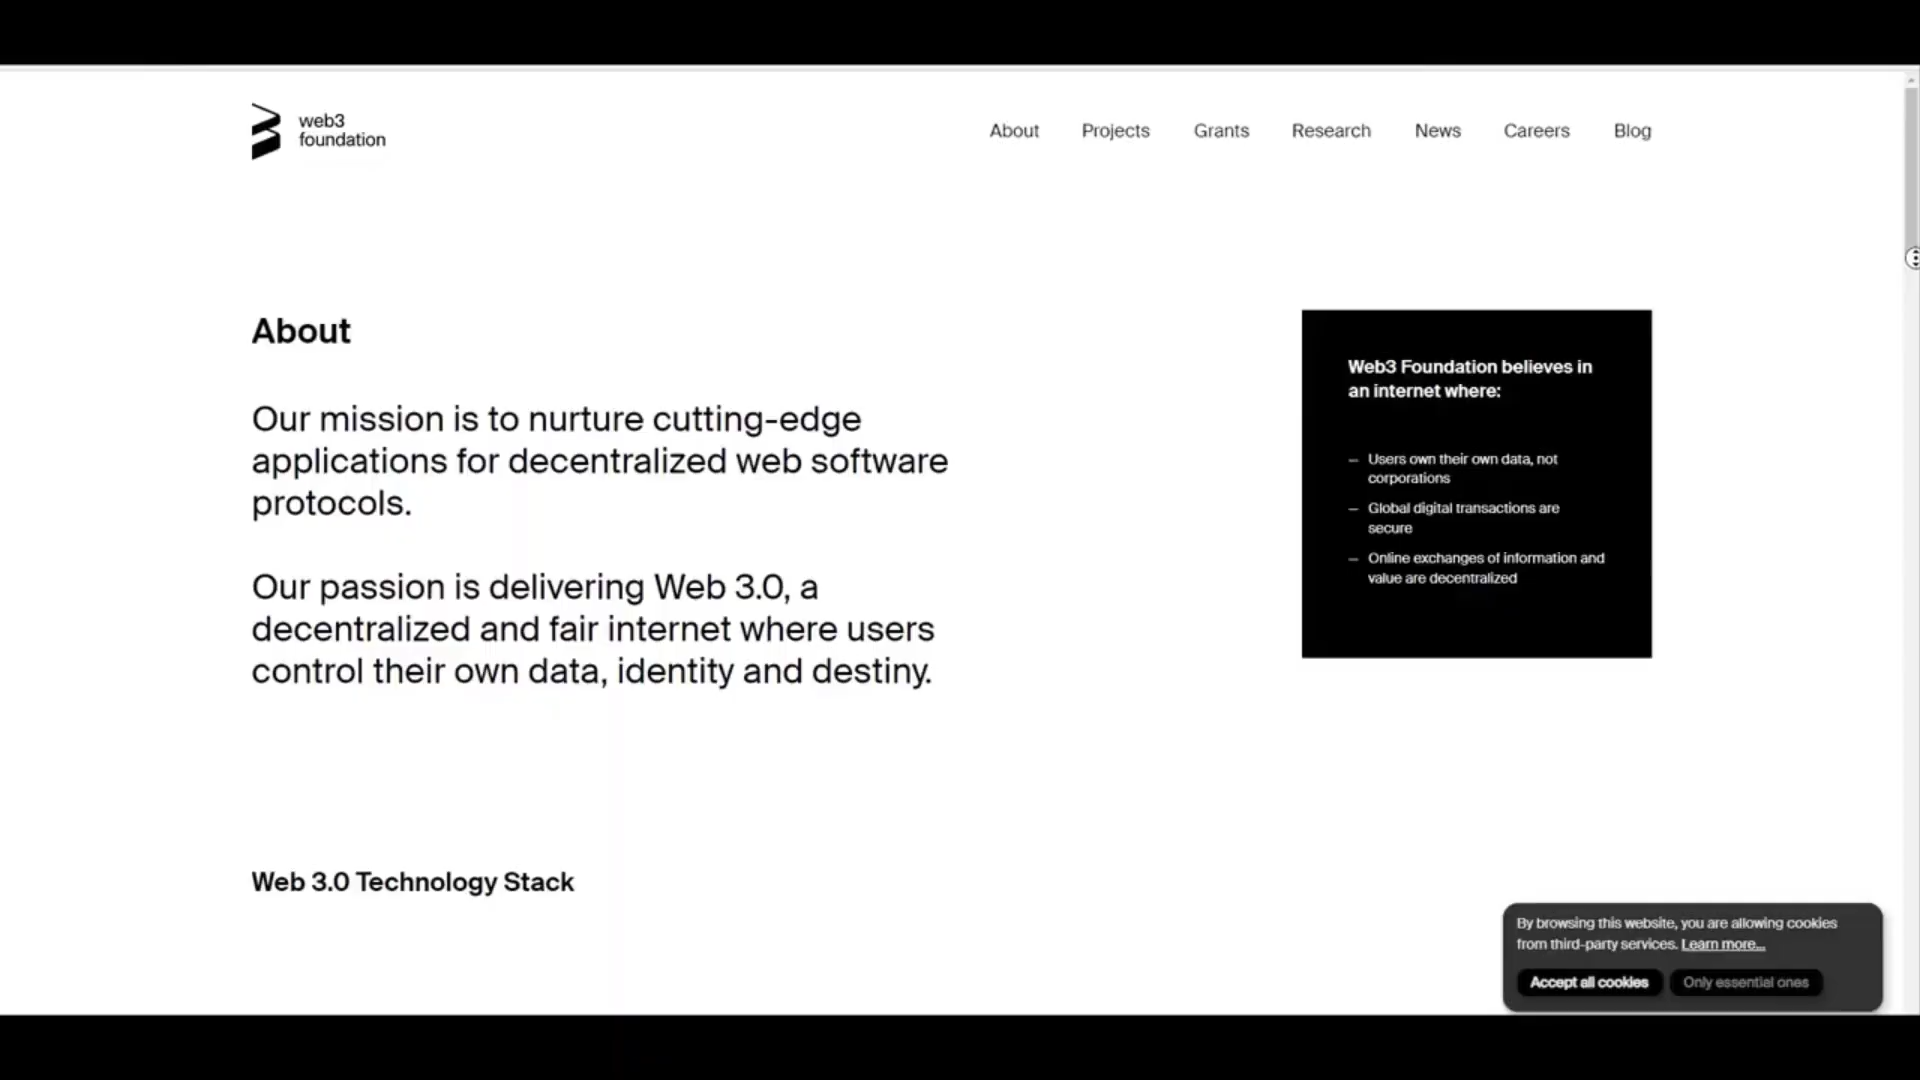 web3
foundation
About
Projects
Grants
Research
News
Careers
Blog
About
Our mission is to nurture cutting-edge
applications for decentralized web software
protocols.
Our passion is delivering Web 3.0, a
decentralized and fair internet where users
control their own data, identity and destiny.
Web3 Foundation believes in
an internet where:
– Users own their own data, not
corporations
– Global digital transactions are
secure
– Online exchanges of information and
value are decentralized
Web 3.0 Technology Stack
By browsing this website, you are allowing cookies
from third-party services. Learn more...
Accept all cookies
Only essential ones